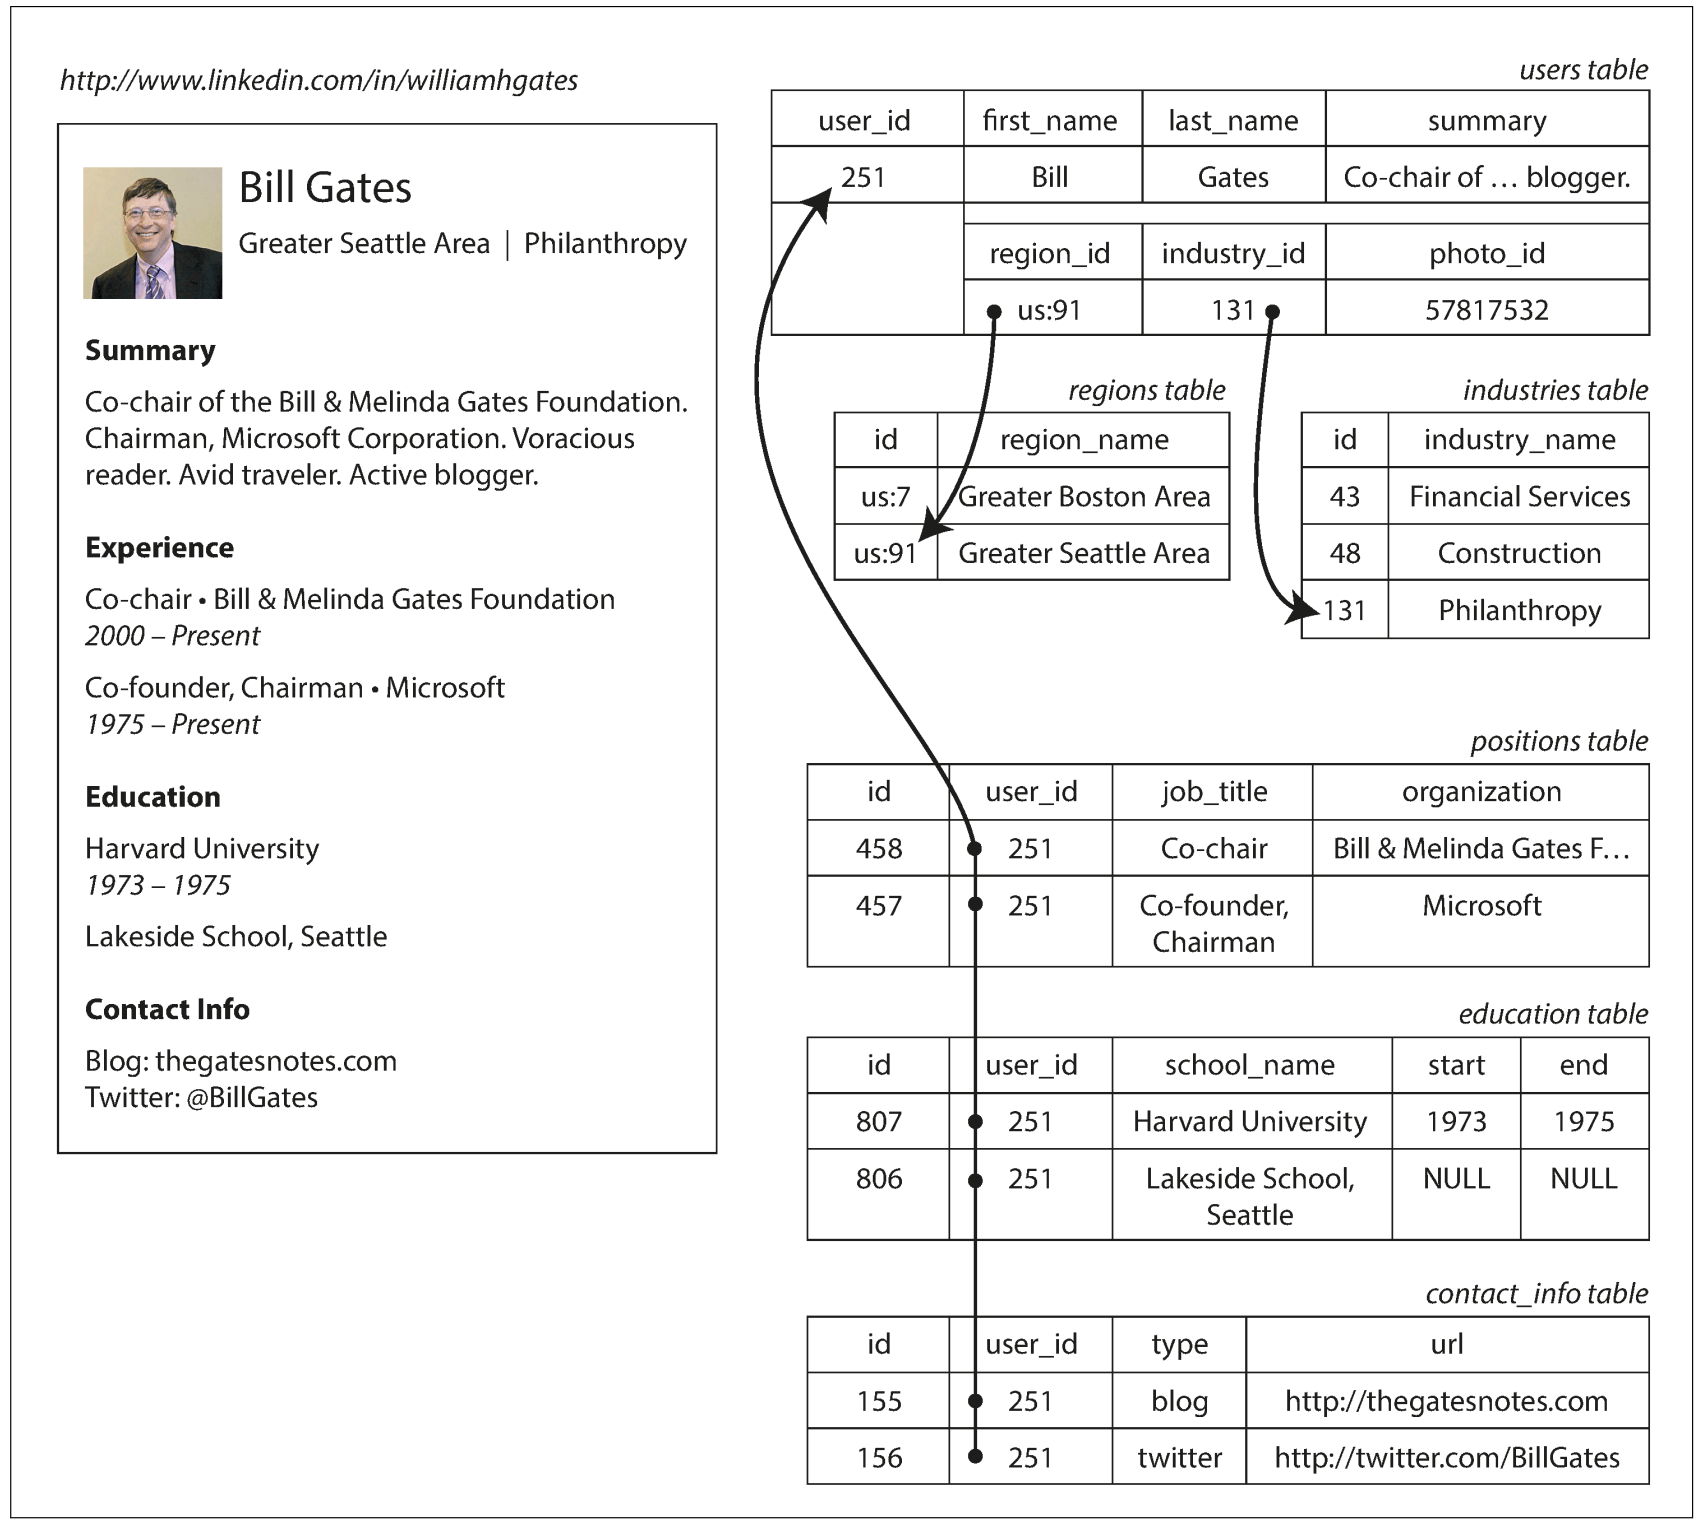 http://www.linkedin.com/in/williamhgates
Bill Gates
Greater Seattle Area | Philanthropy
Summary
Co-chair of the Bill & Melinda Gates Foundation.
Chairman, Microsoft Corporation. Voracious
reader. Avid traveler. Active blogger.
Experience
Co-chair • Bill & Melinda Gates Foundation
2000 – Present
Co-founder, Chairman • Microsoft
1975 – Present
Education
Harvard University
1973 – 1975
Lakeside School, Seattle
Contact Info
Blog: thegatesnotes.com
Twitter: @BillGates
users table
user_id first_name last_name summary
251 Bill Gates Co-chair of … blogger.
region_id industry_id photo_id
us:91 131 57817532
regions table
id region_name
us:7 Greater Boston Area
us:91 Greater Seattle Area
industries table
id industry_name
43 Financial Services
48 Construction
131 Philanthropy
positions table
id user_id job_title organization
458 251 Co-chair Bill & Melinda Gates F…
457 251 Co-founder, Microsoft
Chairman
education table
id user_id school_name start end
807 251 Harvard University 1973 1975
806 251 Lakeside School, NULL NULL
Seattle
contact_info table
id user_id type url
155 251 blog http://thegatesnotes.com
156 251 twitter http://twitter.com/BillGates